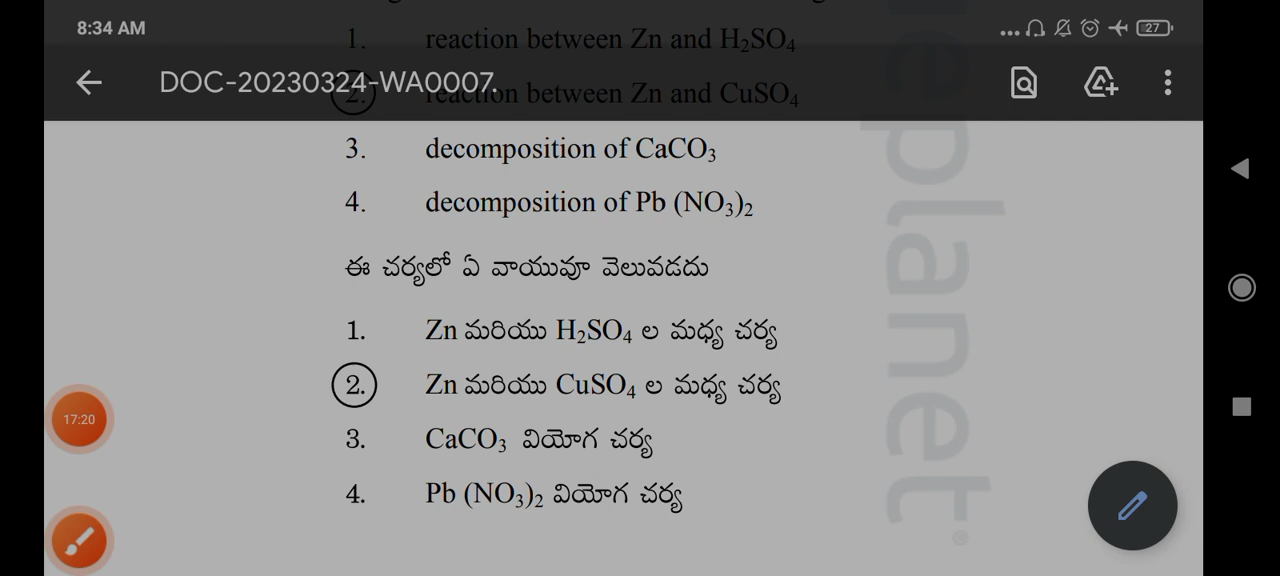 8:34 AM
27
1. reaction between Zn and H₂SO₄
DOC-20230324-WA0007.
2. reaction between Zn and CuSO₄
3. decomposition of CaCO₃
4. decomposition of Pb (NO₃)₂
ఈ చర్యలో ఏ వాయువూ వెలువడదు
1. Zn మరియు H₂SO₄ ల మధ్య చర్య
2. Zn మరియు CuSO₄ ల మధ్య చర్య
17:20
3. CaCO₃ వియోగ చర్య
4. Pb (NO₃)₂ వియోగ చర్య
eplanet